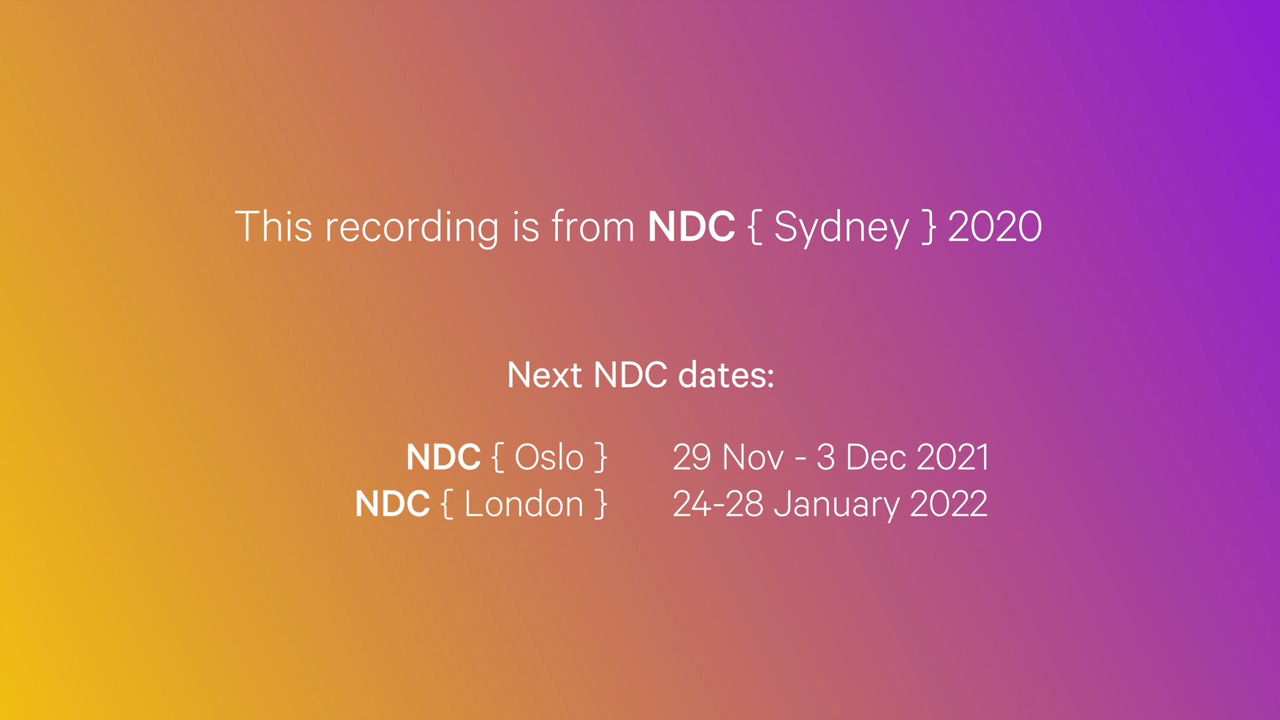 This recording is from NDC { Sydney } 2020
Next NDC dates:
NDC { Oslo } 29 Nov - 3 Dec 2021
NDC { London } 24-28 January 2022